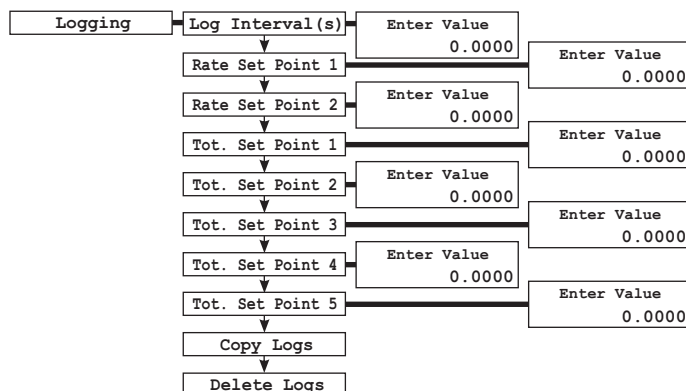 Logging
Log Interval(s)
Enter Value
0.0000
Rate Set Point 1
Enter Value
0.0000
Rate Set Point 2
Enter Value
0.0000
Tot. Set Point 1
Enter Value
0.0000
Tot. Set Point 2
Enter Value
0.0000
Tot. Set Point 3
Enter Value
0.0000
Tot. Set Point 4
Enter Value
0.0000
Tot. Set Point 5
Enter Value
0.0000
Copy Logs
Delete Logs